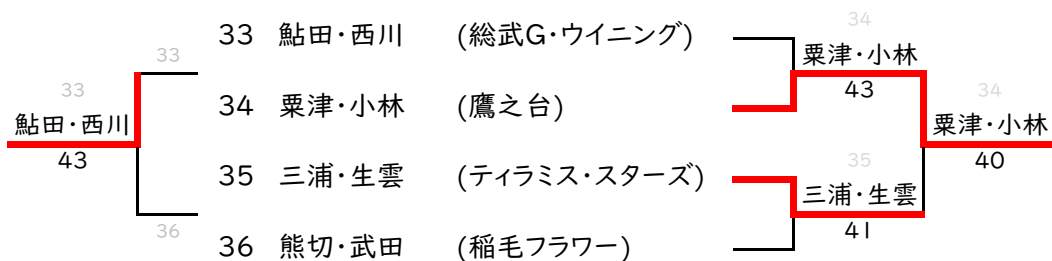 33 鮎田・西川 (総武G・ウイニング)
34 粟津・小林 (鷹之台)
35 三浦・生雲 (ティラミス・スターズ)
36 熊切・武田 (稲毛フラワー)
33
33
鮎田・西川
43
36
34
粟津・小林
43
35
三浦・生雲
41
34
粟津・小林
40